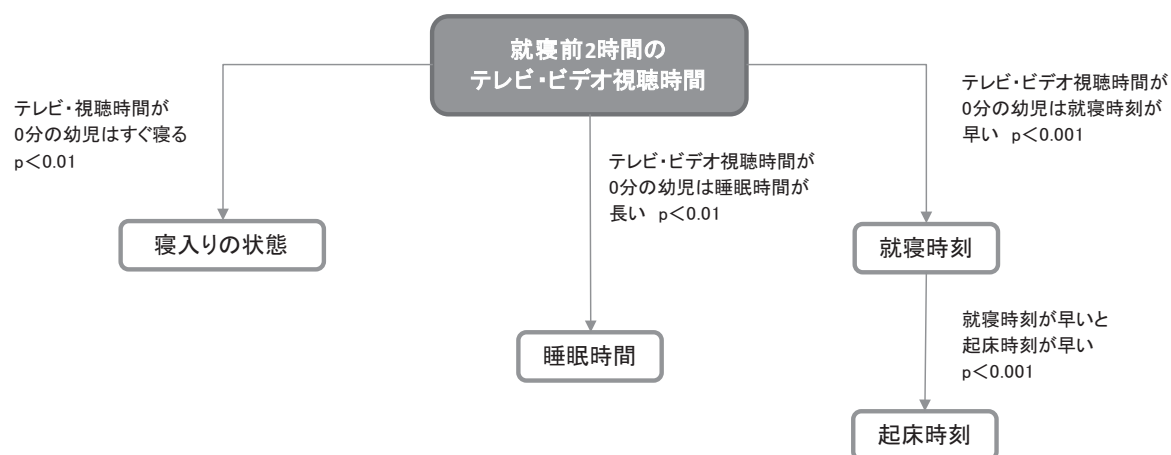 就寝前2時間の
テレビ・ビデオ視聴時間
テレビ・視聴時間が
0分の幼児はすぐ寝る
p<0.01
テレビ・ビデオ視聴時間が
0分の幼児は睡眠時間が
長い p<0.01
テレビ・ビデオ視聴時間が
0分の幼児は就寝時刻が
早い p<0.001
寝入りの状態
就寝時刻
睡眠時間
就寝時刻が早いと
起床時刻が早い
p<0.001
起床時刻